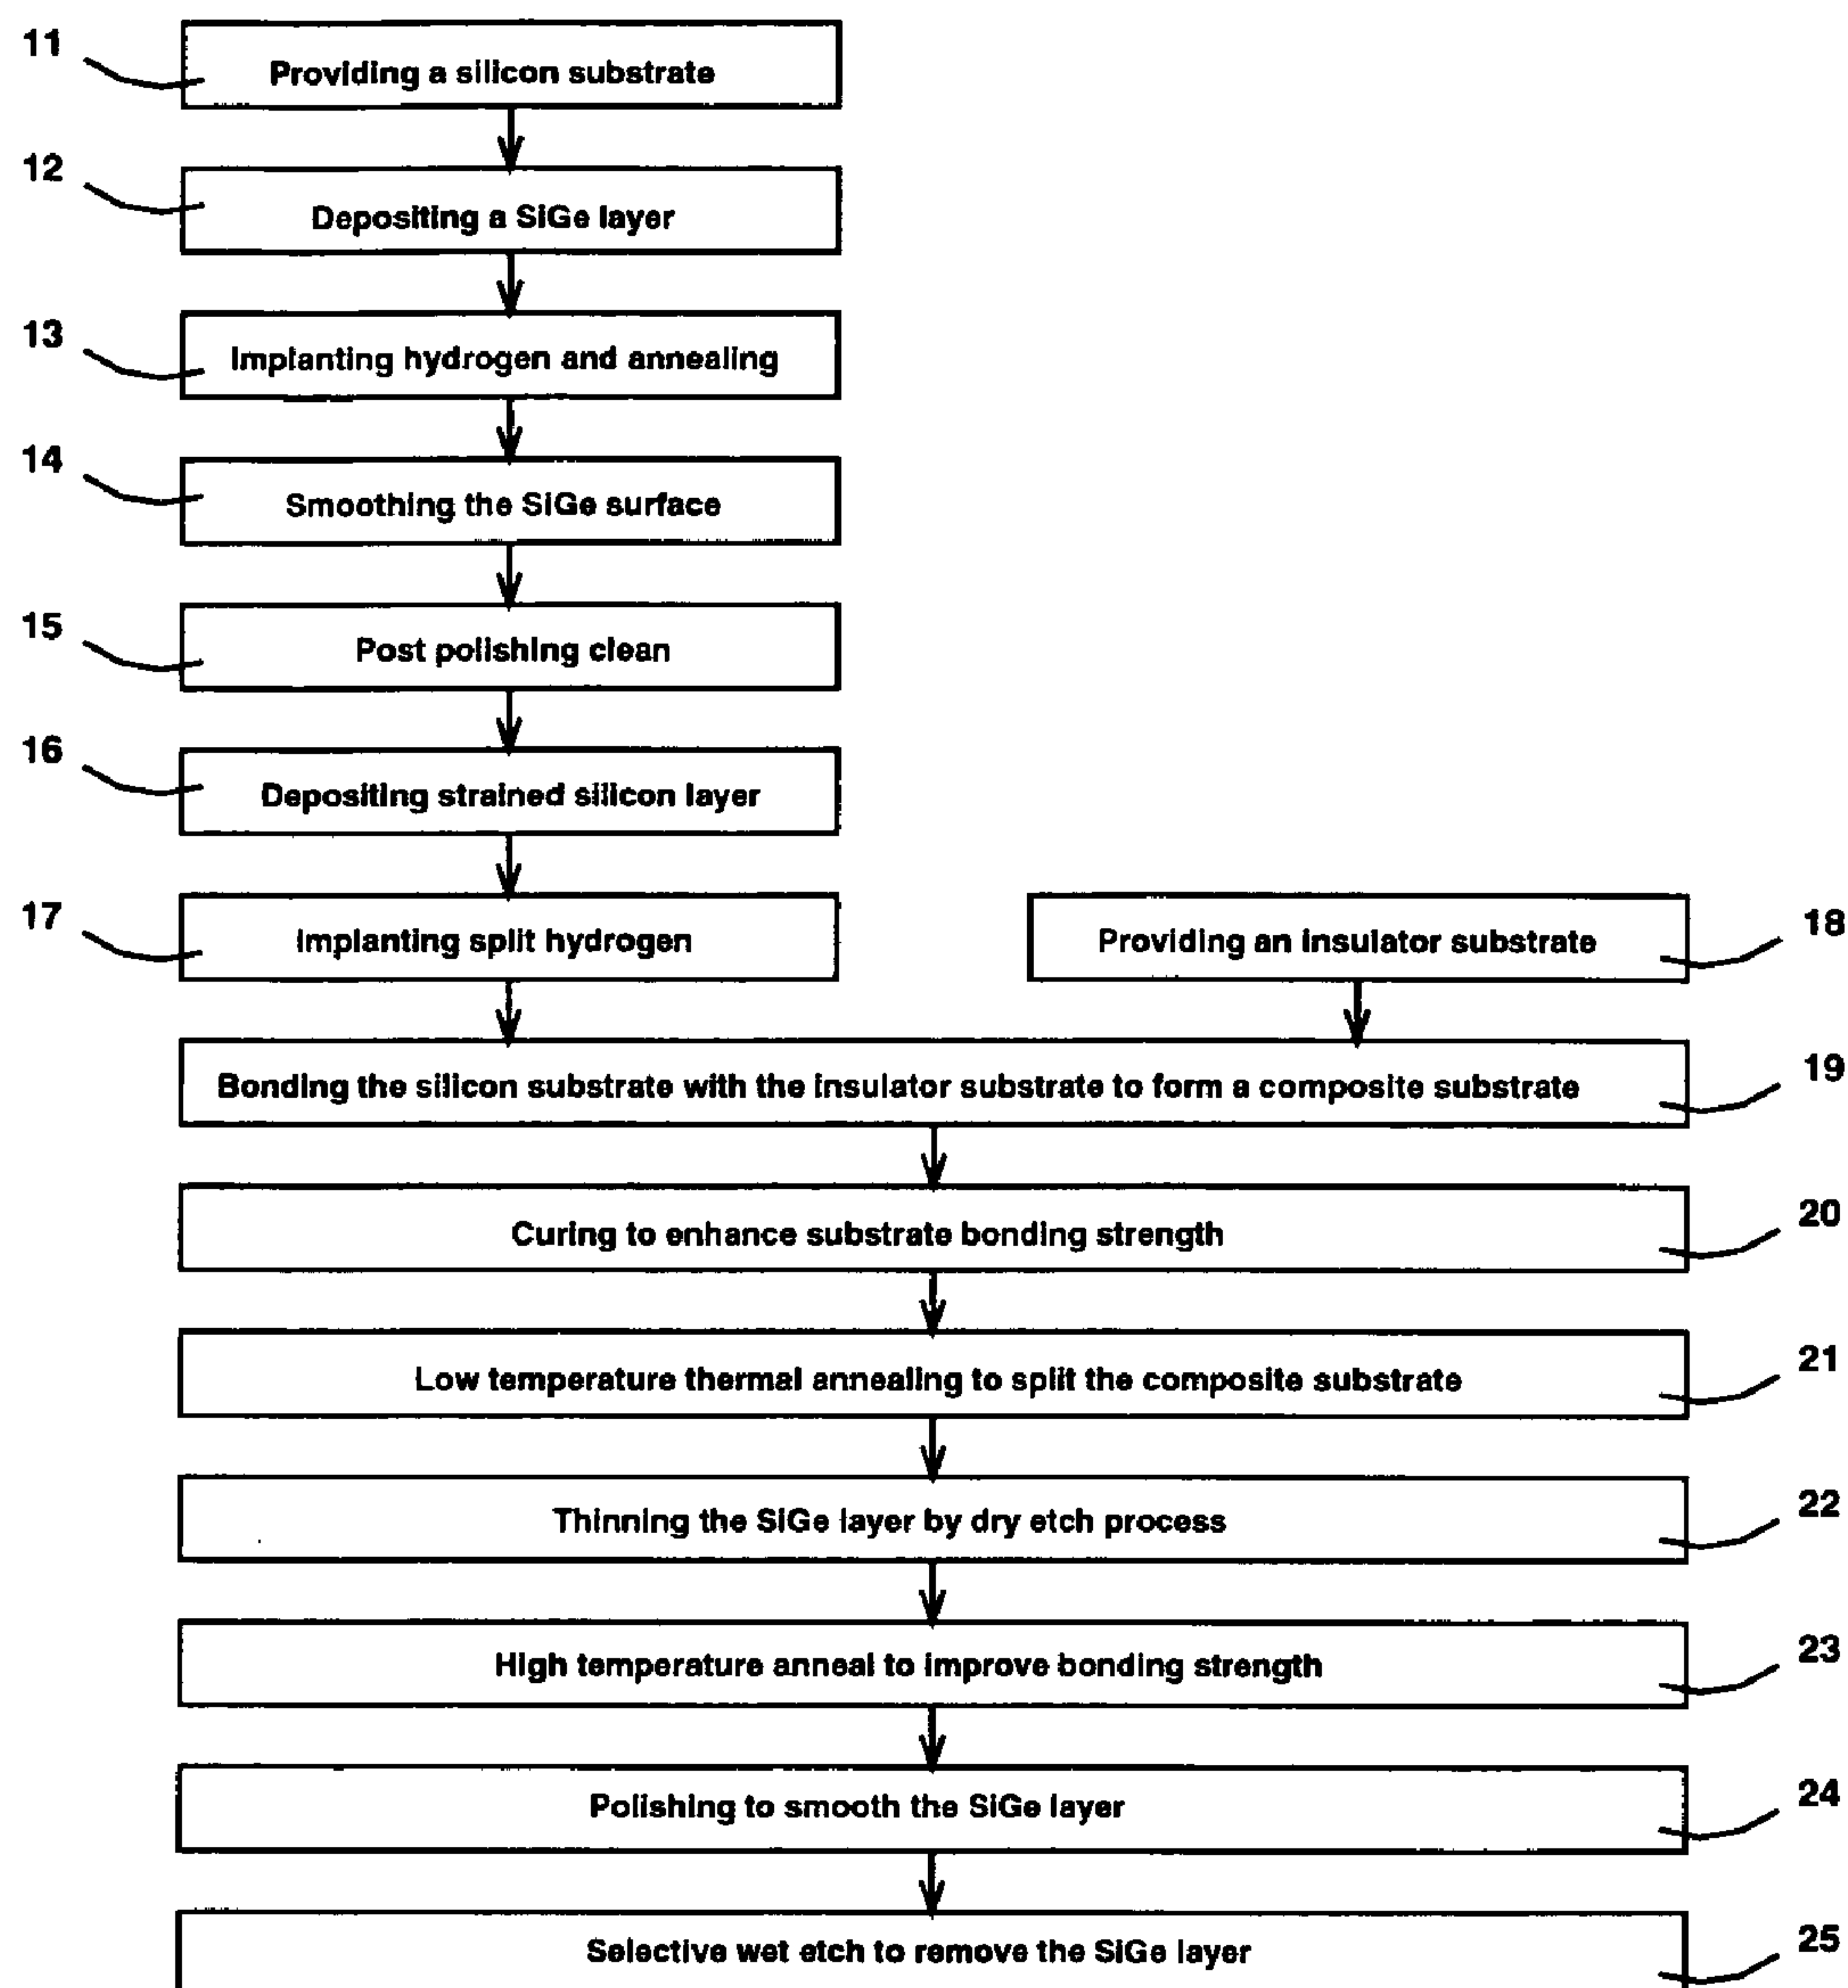 11
Providing a silicon substrate
12
Depositing a SiGe layer
13
Implanting hydrogen and annealing
14
Smoothing the SiGe surface
15
Post polishing clean
16
Depositing strained silicon layer
17
Implanting split hydrogen
Providing an insulator substrate
18
Bonding the silicon substrate with the insulator substrate to form a composite substrate
19
Curing to enhance substrate bonding strength
20
Low temperature thermal annealing to split the composite substrate
21
Thinning the SiGe layer by dry etch process
22
High temperature anneal to improve bonding strength
23
Polishing to smooth the SiGe layer
24
Selective wet etch to remove the SiGe layer
25